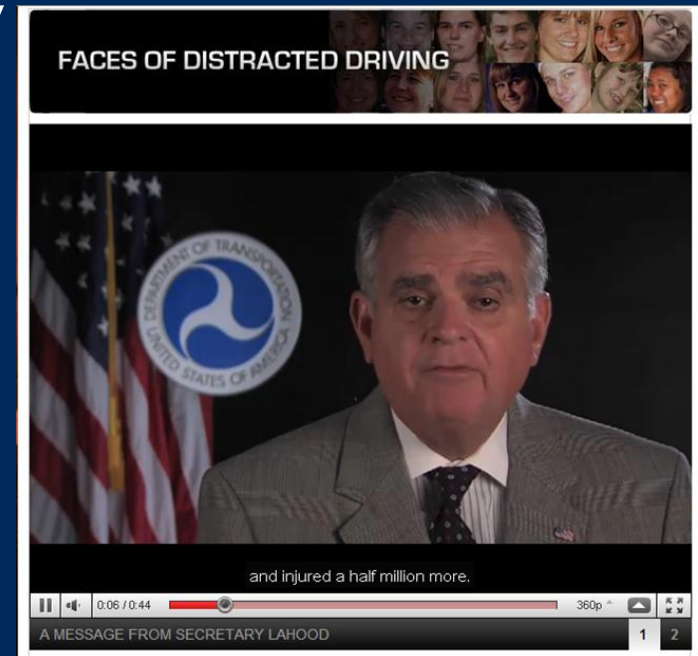 FACES OF DISTRACTED DRIVING
DEPARTMENT OF TRANSPORTATION
UNITED STATES OF AMERICA
and injured a half million more.
0:06 / 0:44
360p
A MESSAGE FROM SECRETARY LAHOOD
1
2